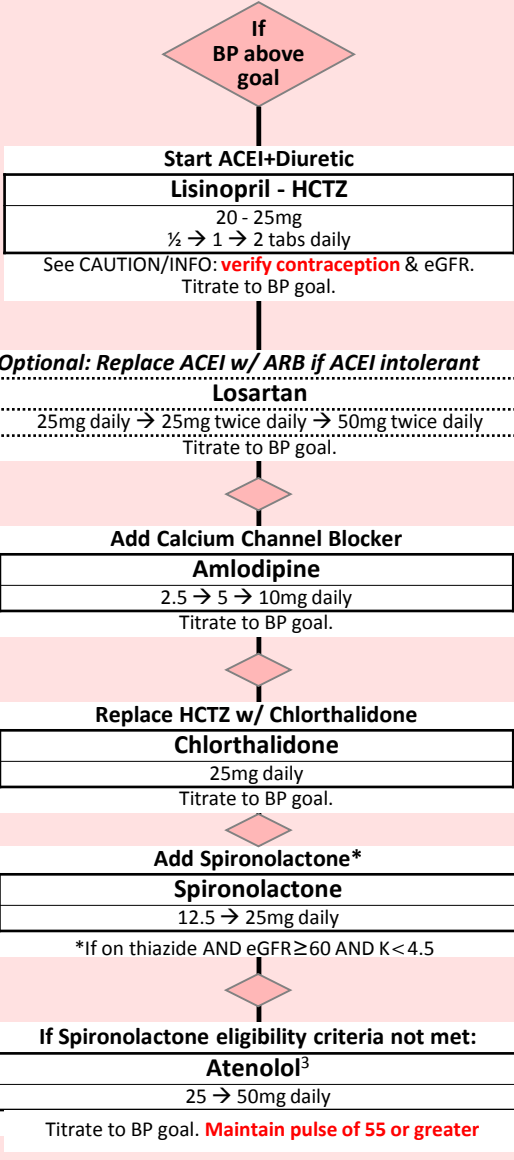 If
BP above
goal
Start ACEI+Diuretic
Lisinopril - HCTZ
20 - 25mg
½ → 1 → 2 tabs daily
See CAUTION/INFO: verify contraception & eGFR.
Titrate to BP goal.
Optional: Replace ACEI w/ ARB if ACEI intolerant
Losartan
25mg daily → 25mg twice daily → 50mg twice daily
Titrate to BP goal.
Add Calcium Channel Blocker
Amlodipine
2.5 → 5 → 10mg daily
Titrate to BP goal.
Replace HCTZ w/ Chlorthalidone
Chlorthalidone
25mg daily
Titrate to BP goal.
Add Spironolactone*
Spironolactone
12.5 → 25mg daily
*If on thiazide AND eGFR≥60 AND K<4.5
If Spironolactone eligibility criteria not met:
Atenolol³
25 → 50mg daily
Titrate to BP goal. Maintain pulse of 55 or greater